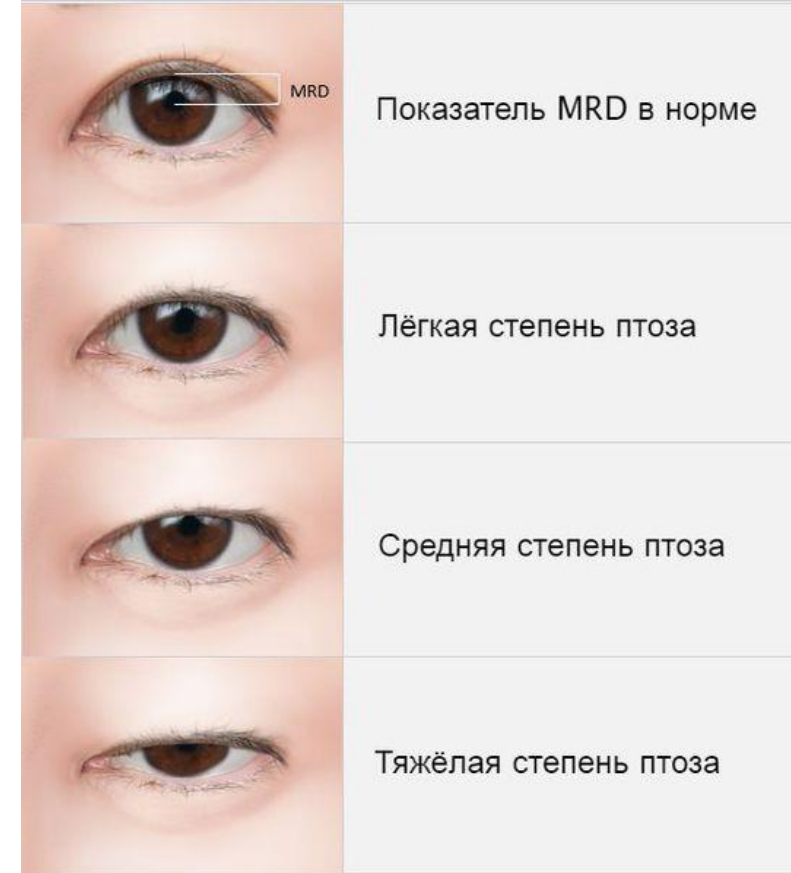 MRD
Показатель MRD в норме
Лёгкая степень птоза
Средняя степень птоза
Тяжёлая степень птоза